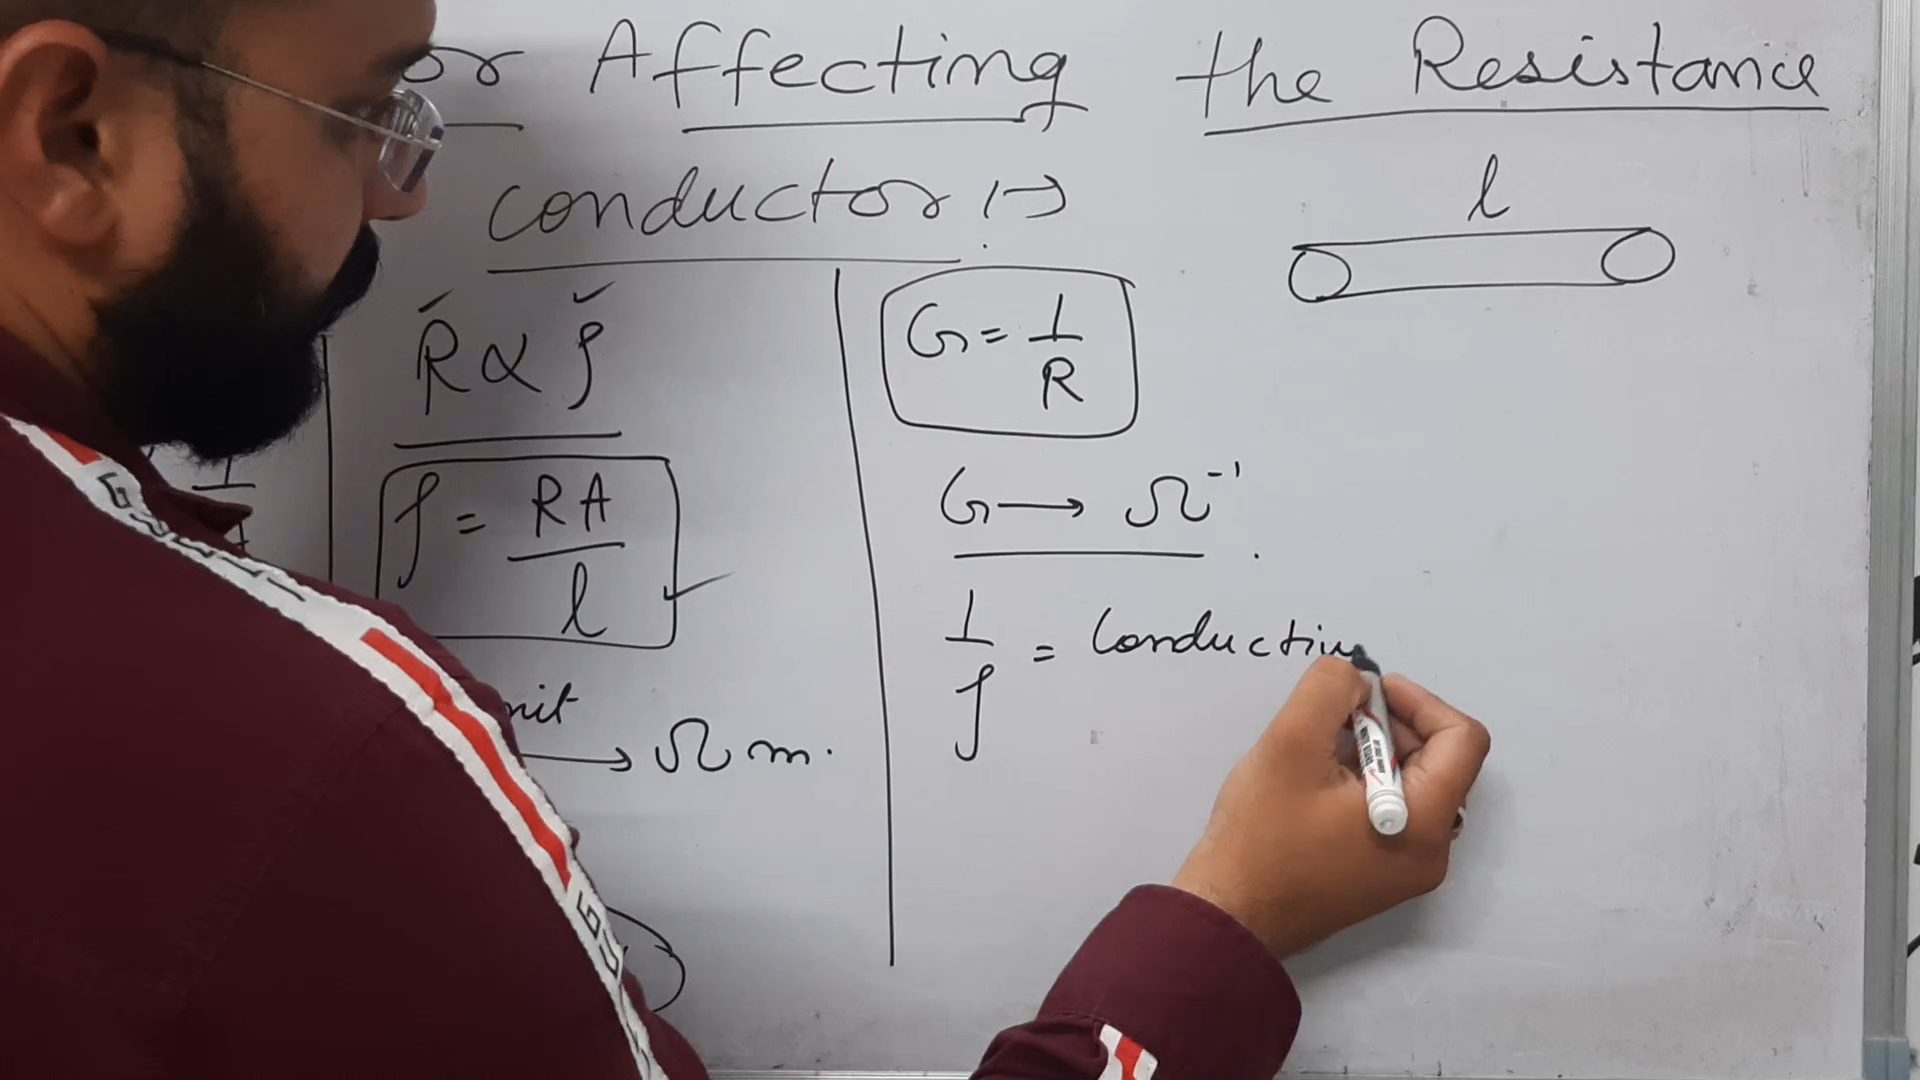 or Affecting the Resistance
conductor :→
l
R ∝ ρ
ρ = RA / l
nit
→ Ω m.
G = 1/R
G → Ω⁻¹
1/ρ = Conductiv